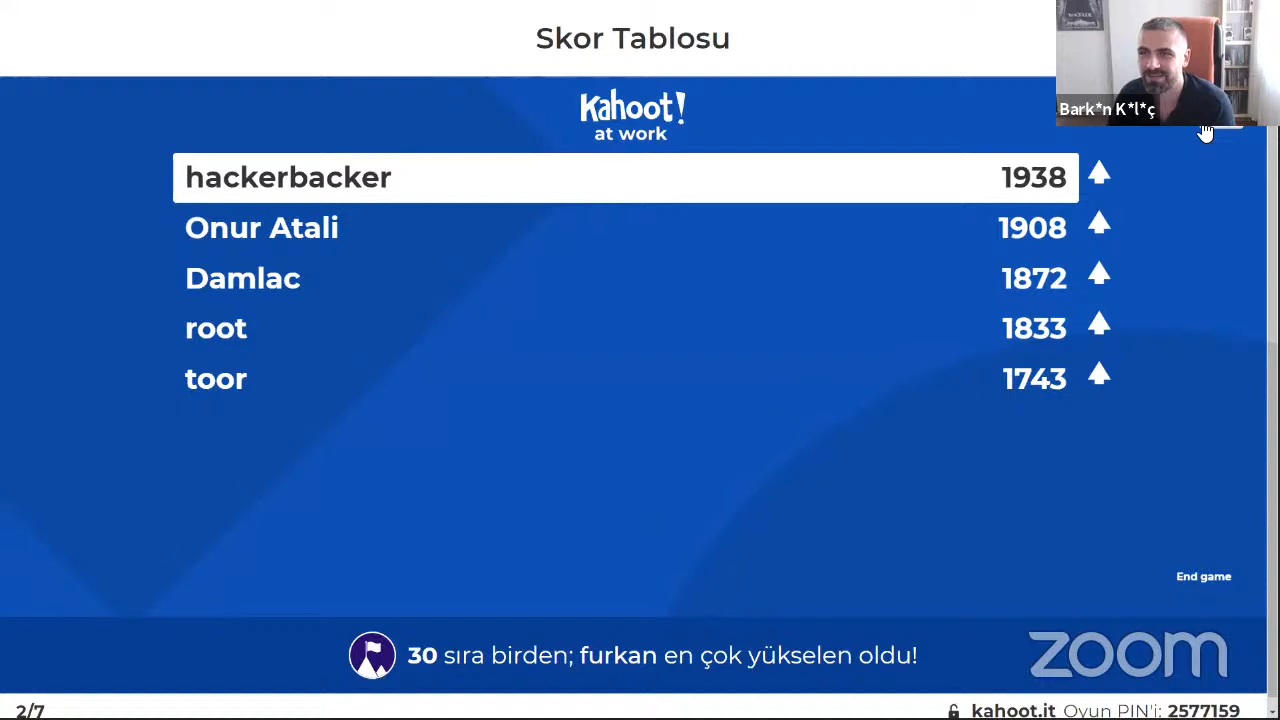 Skor Tablosu
Bark*n K*l*ç
Kahoot!
at work
hackerbacker 1938
Onur Atali 1908
Damlac 1872
root 1833
toor 1743
End game
30 sıra birden; furkan en çok yükselen oldu!
zoom
2/7
kahoot.it Oyun PIN'i: 2577159